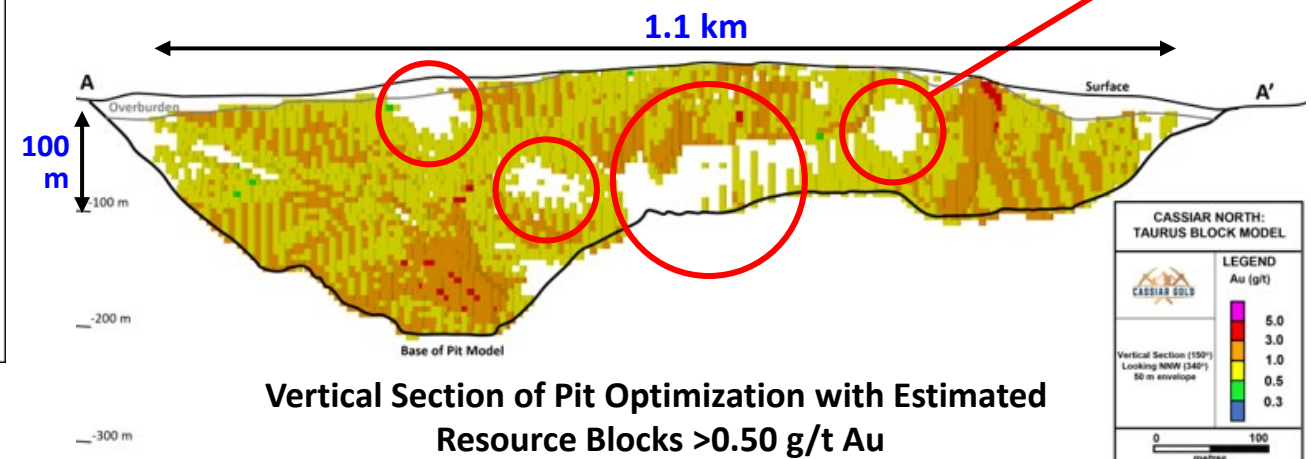 1.1 km
A
Overburden
Surface
A'
100
m
-100 m
-200 m
Base of Pit Model
-300 m
Vertical Section of Pit Optimization with Estimated
Resource Blocks >0.50 g/t Au
CASSIAR NORTH:
TAURUS BLOCK MODEL
CASSIAR GOLD
LEGEND
Au (g/t)
5.0
3.0
1.0
0.5
0.3
Vertical Section (150°)
Looking NNW (340°)
50 m envelope
0 100
metres